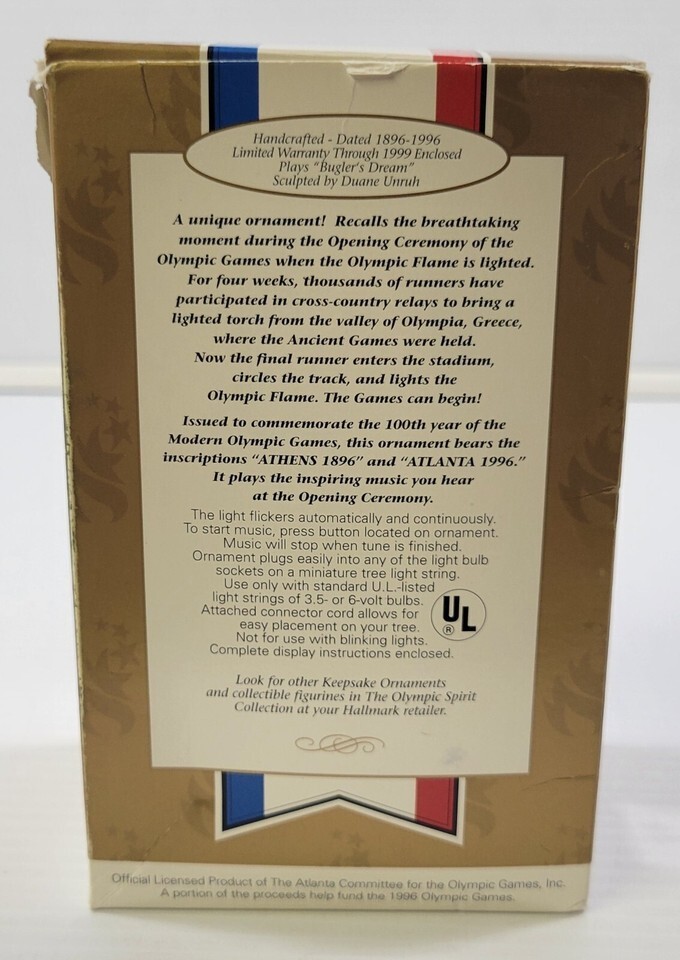 Handcrafted - Dated 1896-1996
Limited Warranty Through 1999 Enclosed
Plays "Bugler's Dream"
Sculpted by Duane Unruh
A unique ornament! Recalls the breathtaking
moment during the Opening Ceremony of the
Olympic Games when the Olympic Flame is lighted.
For four weeks, thousands of runners have
participated in cross-country relays to bring a
lighted torch from the valley of Olympia, Greece,
where the Ancient Games were held.
Now the final runner enters the stadium,
circles the track, and lights the
Olympic Flame. The Games can begin!
Issued to commemorate the 100th year of the
Modern Olympic Games, this ornament bears the
inscriptions "ATHENS 1896" and "ATLANTA 1996."
It plays the inspiring music you hear
at the Opening Ceremony.
The light flickers automatically and continuously.
To start music, press button located on ornament.
Music will stop when tune is finished.
Ornament plugs easily into any of the light bulb
sockets on a miniature tree light string.
Use only with standard U.L.-listed
light strings of 3.5- or 6-volt bulbs.
Attached connector cord allows for
easy placement on your tree.
Not for use with blinking lights.
Complete display instructions enclosed.
UL ®
Look for other Keepsake Ornaments
and collectible figurines in The Olympic Spirit
Collection at your Hallmark retailer.
Official Licensed Product of The Atlanta Committee for the Olympic Games, Inc.
A portion of the proceeds help fund the 1996 Olympic Games.